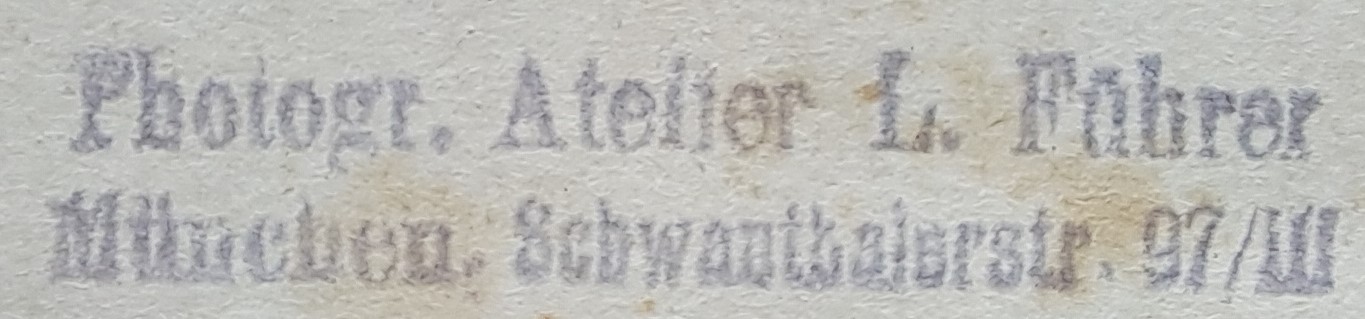 Photogr. Atelier L. Führer
München. Schwanthalerstr. 97/III